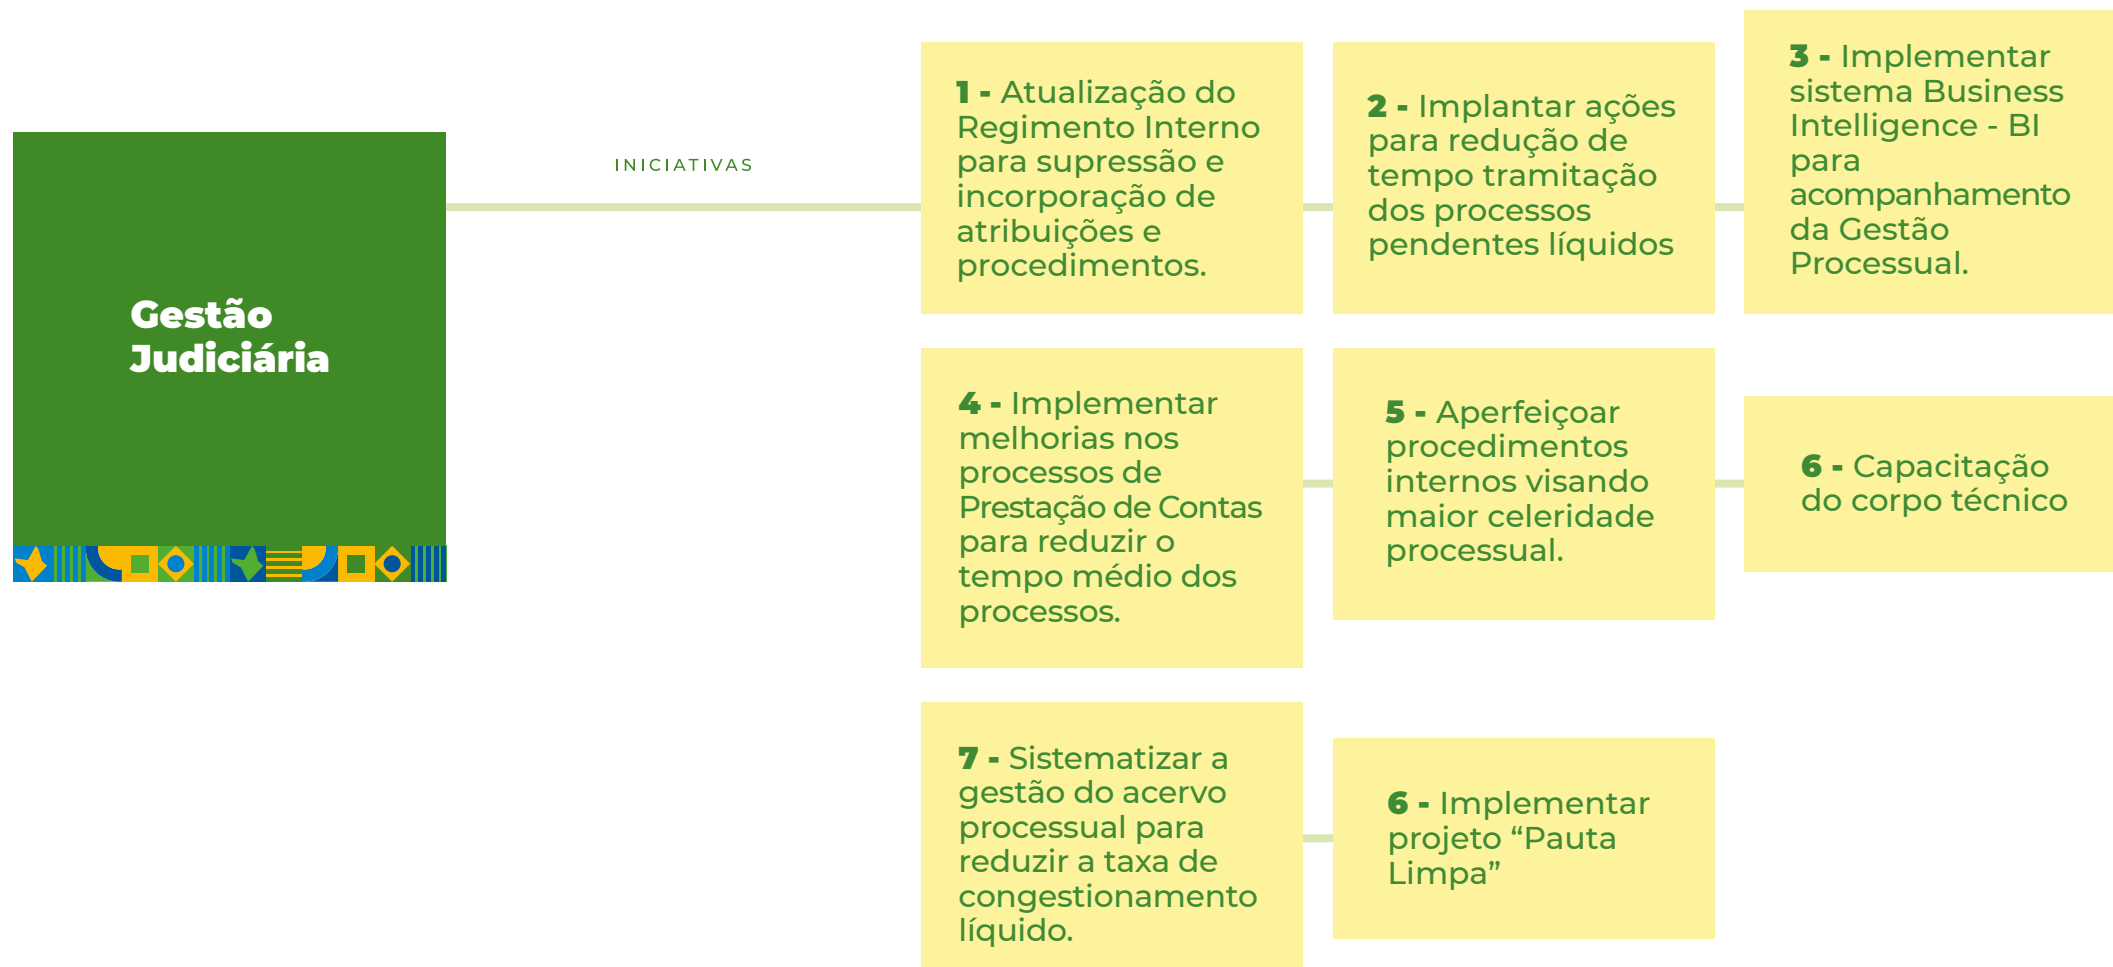 Gestão
Judiciária
INICIATIVAS
1 - Atualização do
Regimento Interno
para supressão e
incorporação de
atribuições e
procedimentos.
2 - Implantar ações
para redução de
tempo tramitação
dos processos
pendentes líquidos
3 - Implementar
sistema Business
Intelligence - BI
para
acompanhamento
da Gestão
Processual.
4 - Implementar
melhorias nos
processos de
Prestação de Contas
para reduzir o
tempo médio dos
processos.
5 - Aperfeiçoar
procedimentos
internos visando
maior celeridade
processual.
6 - Capacitação
do corpo técnico
7 - Sistematizar a
gestão do acervo
processual para
reduzir a taxa de
congestionamento
líquido.
6 - Implementar
projeto “Pauta
Limpa”